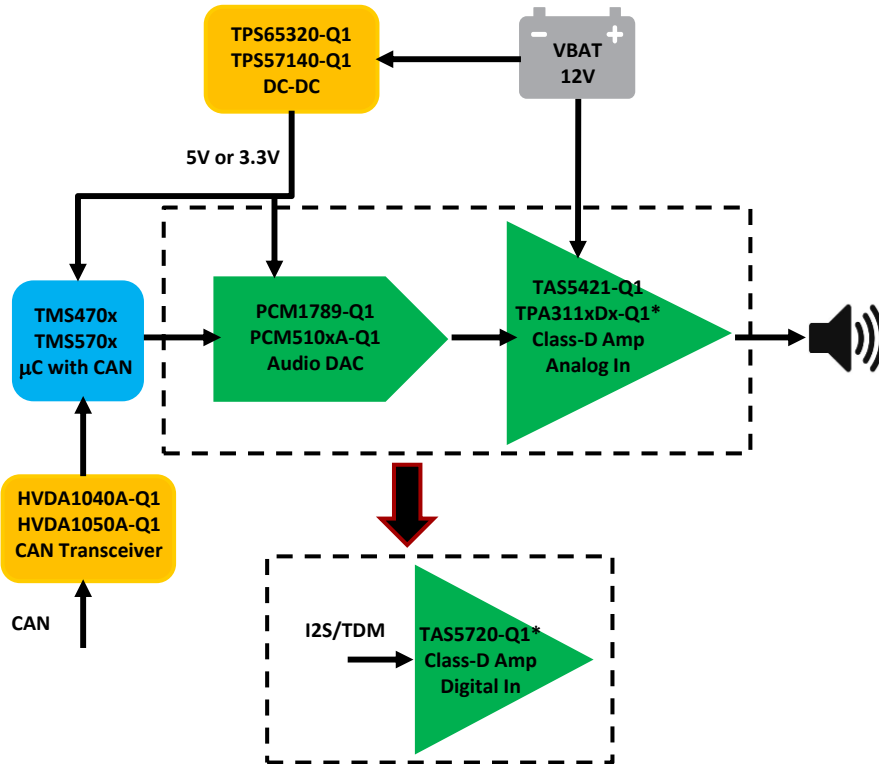 TPS65320-Q1
TPS57140-Q1
DC-DC
VBAT
12V
5V or 3.3V
TMS470x
TMS570x
µC with CAN
PCM1789-Q1
PCM510xA-Q1
Audio DAC
TAS5421-Q1
TPA311xDx-Q1*
Class-D Amp
Analog In
HVDA1040A-Q1
HVDA1050A-Q1
CAN Transceiver
CAN
I2S/TDM
TAS5720-Q1*
Class-D Amp
Digital In